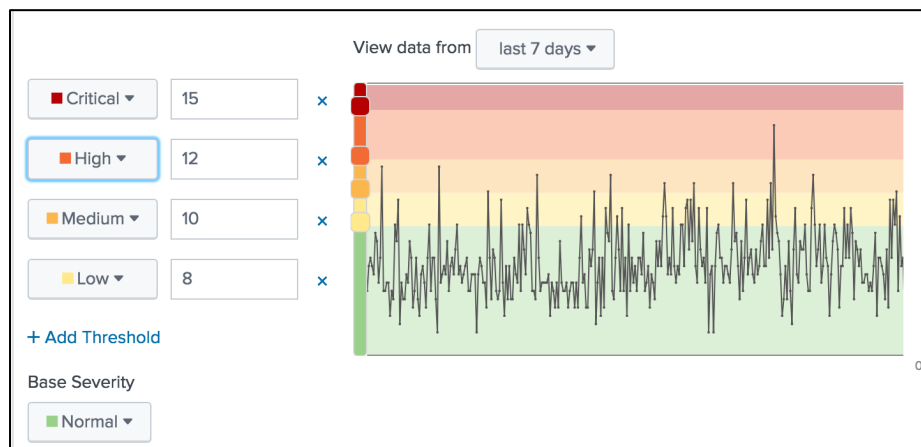 View data from last 7 days
Critical 15 ×
High 12 ×
Medium 10 ×
Low 8 ×
+ Add Threshold
Base Severity
Normal